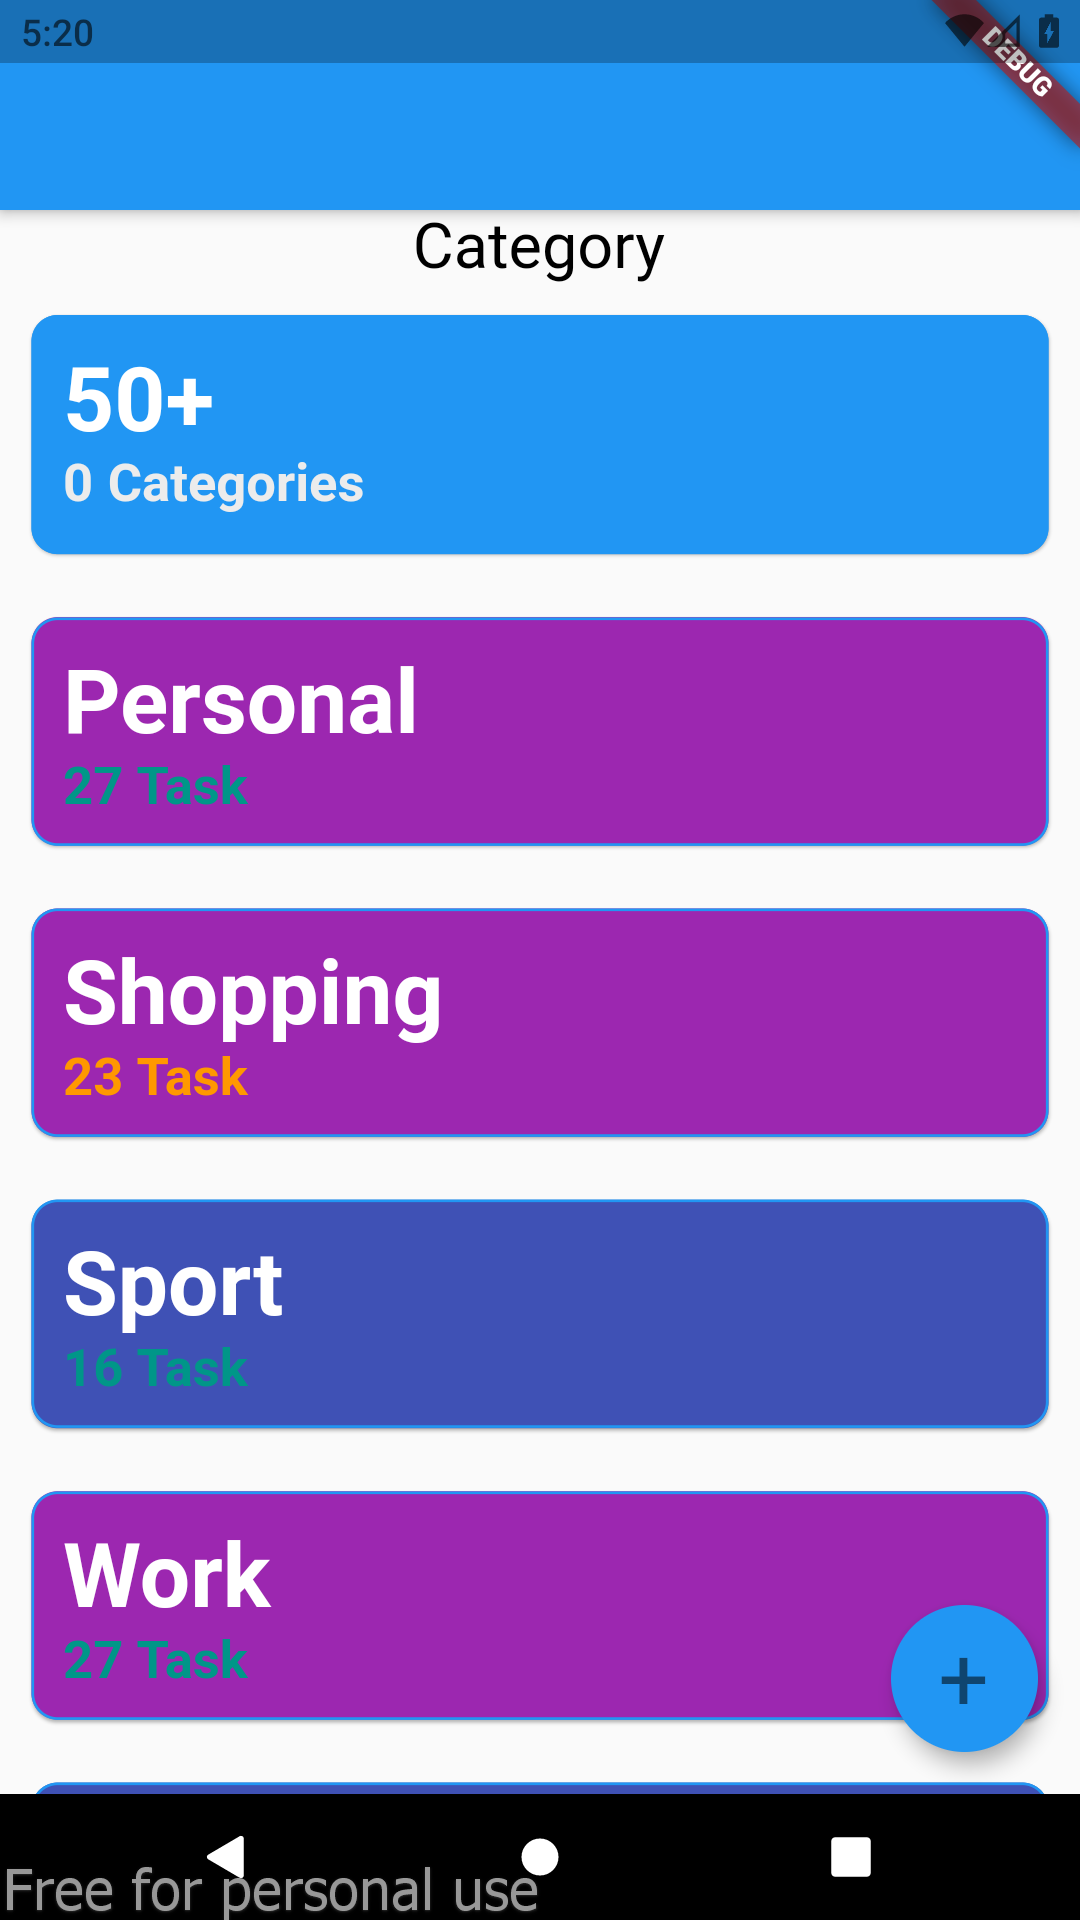 5:20
DEBUG
Category
50+
0 Categories
Personal
27 Task
Shopping
23 Task
Sport
16 Task
Work
27 Task
+
Free for personal use